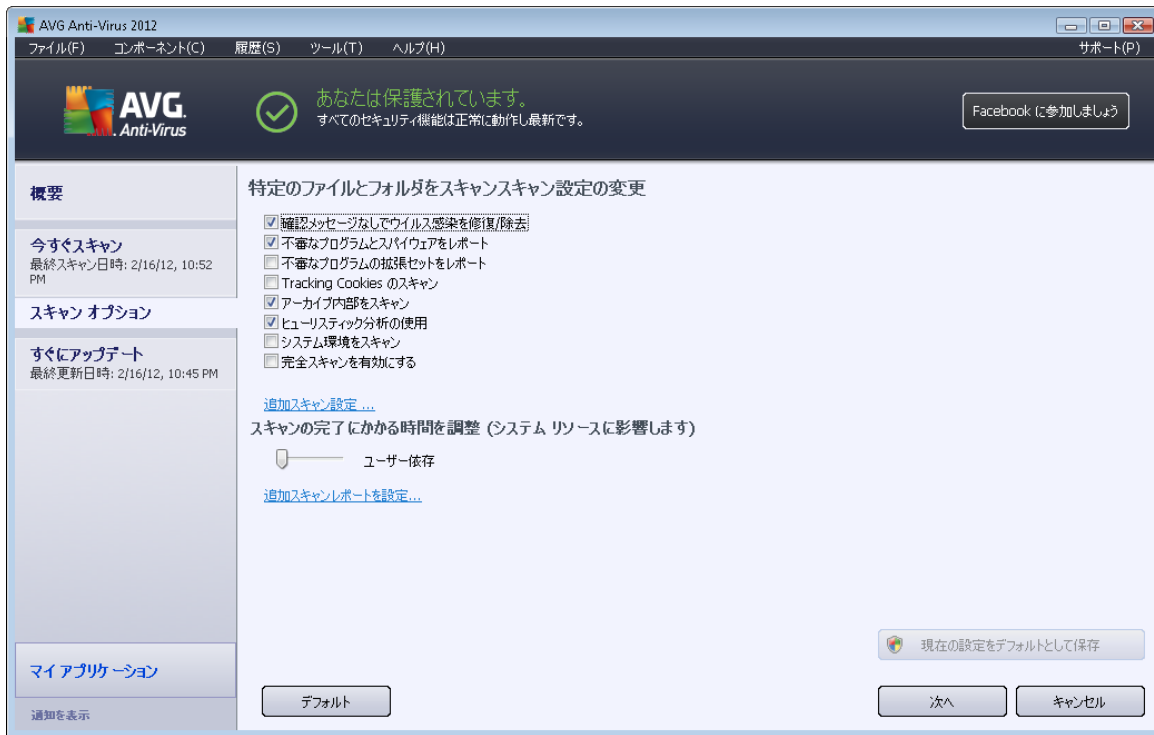 AVG Anti-Virus 2012
ファイル(F) コンポーネント(C) 履歴(S) ツール(T) ヘルプ(H) サポート(P)
AVG.
Anti-Virus
あなたは保護されています。
すべてのセキュリティ機能は正常に動作し最新です。
Facebook に参加しましょう
概要
今すぐスキャン
最終スキャン日時: 2/16/12, 10:52
PM
スキャン オプション
すぐにアップデート
最終更新日時: 2/16/12, 10:45 PM
マイ アプリケーション
通知を表示
特定のファイルとフォルダをスキャンスキャン設定の変更
確認メッセージなしでウイルス感染を修復/除去
不審なプログラムとスパイウェアをレポート
不審なプログラムの拡張セットをレポート
Tracking Cookies のスキャン
アーカイブ内部をスキャン
ヒューリスティック分析の使用
システム環境をスキャン
完全スキャンを有効にする
追加スキャン設定 ...
スキャンの完了にかかる時間を調整 (システム リソースに影響します)
ユーザー依存
追加スキャンレポートを設定...
現在の設定をデフォルトとして保存
デフォルト
次へ
キャンセル